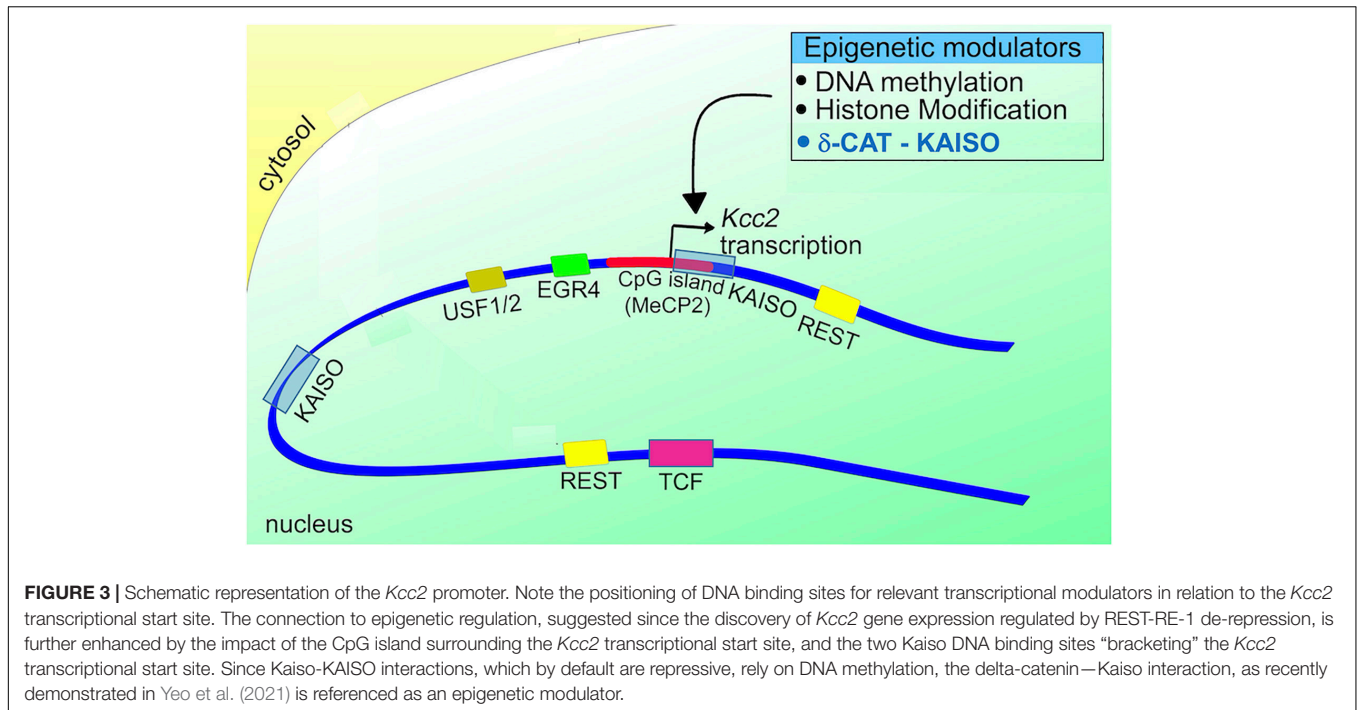 Epigenetic modulators
• DNA methylation
• Histone Modification
• δ-CAT - KAISO
cytosol
Kcc2
transcription
USF1/2
EGR4
CpG island
(MeCP2)
KAISO
REST
KAISO
REST
TCF
nucleus
FIGURE 3 | Schematic representation of the Kcc2 promoter. Note the positioning of DNA binding sites for relevant transcriptional modulators in relation to the Kcc2
transcriptional start site. The connection to epigenetic regulation, suggested since the discovery of Kcc2 gene expression regulated by REST-RE-1 de-repression, is
further enhanced by the impact of the CpG island surrounding the Kcc2 transcriptional start site, and the two Kaiso DNA binding sites “bracketing” the Kcc2
transcriptional start site. Since Kaiso-KAISO interactions, which by default are repressive, rely on DNA methylation, the delta-catenin—Kaiso interaction, as recently
demonstrated in Yeo et al. (2021) is referenced as an epigenetic modulator.